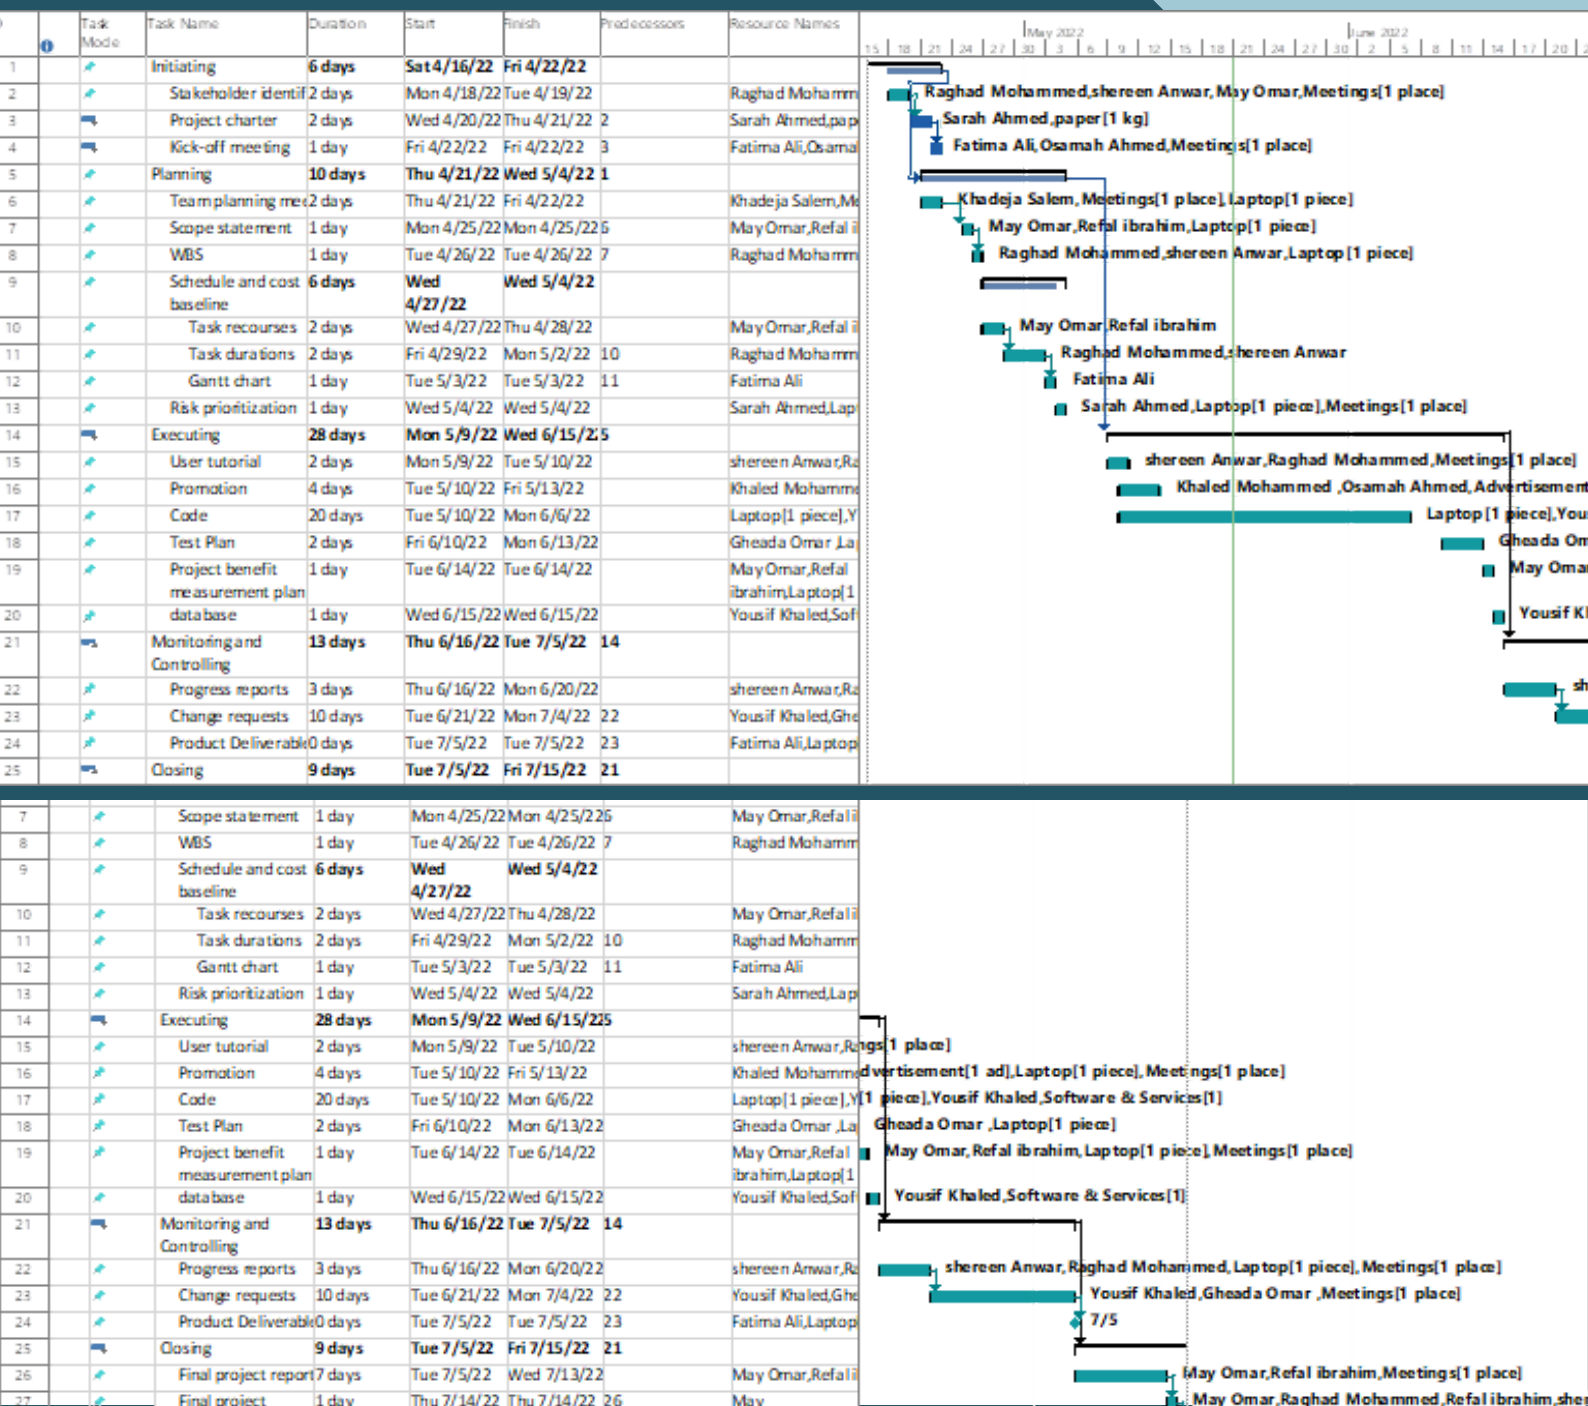 Task Mode Task Name Duration Start Finish Predecessors Resource Names
May 2022 June 2022
15 18 21 24 27 30 3 6 9 12 15 18 21 24 27 30 2 5 8 11 14 17 20
1 Initiating 6 days Sat 4/16/22 Fri 4/22/22
2 Stakeholder identif 2 days Mon 4/18/22 Tue 4/19/22 Raghad Mohamm Raghad Mohammed,shereen Anwar,May Omar,Meetings[1 place]
3 Project charter 2 days Wed 4/20/22 Thu 4/21/22 2 Sarah Ahmed,pap Sarah Ahmed,paper[1 kg]
4 Kick-off meeting 1 day Fri 4/22/22 Fri 4/22/22 3 Fatima Ali,Osama Fatima Ali,Osamah Ahmed,Meetings[1 place]
5 Planning 10 days Thu 4/21/22 Wed 5/4/22 1
6 Team planning mee 2 days Thu 4/21/22 Fri 4/22/22 Khadeja Salem,Me Khadeja Salem,Meetings[1 place],Laptop[1 piece]
7 Scope statement 1 day Mon 4/25/22 Mon 4/25/22 6 May Omar,Refal i May Omar,Refal ibrahim,Laptop[1 piece]
8 WBS 1 day Tue 4/26/22 Tue 4/26/22 7 Raghad Mohamm Raghad Mohammed,shereen Anwar,Laptop[1 piece]
9 Schedule and cost baseline 6 days Wed 4/27/22 Wed 5/4/22
10 Task recourses 2 days Wed 4/27/22 Thu 4/28/22 May Omar,Refal i May Omar,Refal ibrahim
11 Task durations 2 days Fri 4/29/22 Mon 5/2/22 10 Raghad Mohamm Raghad Mohammed,shereen Anwar
12 Gantt chart 1 day Tue 5/3/22 Tue 5/3/22 11 Fatima Ali Fatima Ali
13 Risk prioritization 1 day Wed 5/4/22 Wed 5/4/22 Sarah Ahmed,Lap Sarah Ahmed,Laptop[1 piece],Meetings[1 place]
14 Executing 28 days Mon 5/9/22 Wed 6/15/22 5
15 User tutorial 2 days Mon 5/9/22 Tue 5/10/22 shereen Anwar,Ra shereen Anwar,Raghad Mohammed,Meetings[1 place]
16 Promotion 4 days Tue 5/10/22 Fri 5/13/22 Khaled Mohamme Khaled Mohammed ,Osamah Ahmed,Advertisement
17 Code 20 days Tue 5/10/22 Mon 6/6/22 Laptop[1 piece],Y Laptop[1 piece],You
18 Test Plan 2 days Fri 6/10/22 Mon 6/13/22 Gheada Omar ,La Gheada Om
19 Project benefit measurement plan 1 day Tue 6/14/22 Tue 6/14/22 May Omar,Refal ibrahim,Laptop[1 May Omar
20 database 1 day Wed 6/15/22 Wed 6/15/22 Yousif Khaled,Sof Yousif K
21 Monitoring and Controlling 13 days Thu 6/16/22 Tue 7/5/22 14
22 Progress reports 3 days Thu 6/16/22 Mon 6/20/22 shereen Anwar,Ra sh
23 Change requests 10 days Tue 6/21/22 Mon 7/4/22 22 Yousif Khaled,Ghe
24 Product Deliverable 0 days Tue 7/5/22 Tue 7/5/22 23 Fatima Ali,Laptop
25 Closing 9 days Tue 7/5/22 Fri 7/15/22 21
7 Scope statement 1 day Mon 4/25/22 Mon 4/25/22 6 May Omar,Refal i
8 WBS 1 day Tue 4/26/22 Tue 4/26/22 7 Raghad Mohamm
9 Schedule and cost baseline 6 days Wed 4/27/22 Wed 5/4/22
10 Task recourses 2 days Wed 4/27/22 Thu 4/28/22 May Omar,Refal i
11 Task durations 2 days Fri 4/29/22 Mon 5/2/22 10 Raghad Mohamm
12 Gantt chart 1 day Tue 5/3/22 Tue 5/3/22 11 Fatima Ali
13 Risk prioritization 1 day Wed 5/4/22 Wed 5/4/22 Sarah Ahmed,Lap
14 Executing 28 days Mon 5/9/22 Wed 6/15/22 5
15 User tutorial 2 days Mon 5/9/22 Tue 5/10/22 shereen Anwar,Ra ngs[1 place]
16 Promotion 4 days Tue 5/10/22 Fri 5/13/22 Khaled Mohamme dvertisement[1 ad],Laptop[1 piece],Meetings[1 place]
17 Code 20 days Tue 5/10/22 Mon 6/6/22 Laptop[1 piece],Y [1 piece],Yousif Khaled,Software & Services[1]
18 Test Plan 2 days Fri 6/10/22 Mon 6/13/22 Gheada Omar ,La Gheada Omar ,Laptop[1 piece]
19 Project benefit measurement plan 1 day Tue 6/14/22 Tue 6/14/22 May Omar,Refal ibrahim,Laptop[1 May Omar,Refal ibrahim,Laptop[1 piece],Meetings[1 place]
20 database 1 day Wed 6/15/22 Wed 6/15/22 Yousif Khaled,Sof Yousif Khaled,Software & Services[1]
21 Monitoring and Controlling 13 days Thu 6/16/22 Tue 7/5/22 14
22 Progress reports 3 days Thu 6/16/22 Mon 6/20/22 shereen Anwar,Ra shereen Anwar,Raghad Mohammed,Laptop[1 piece],Meetings[1 place]
23 Change requests 10 days Tue 6/21/22 Mon 7/4/22 22 Yousif Khaled,Ghe Yousif Khaled,Gheada Omar ,Meetings[1 place]
24 Product Deliverable 0 days Tue 7/5/22 Tue 7/5/22 23 Fatima Ali,Laptop 7/5
25 Closing 9 days Tue 7/5/22 Fri 7/15/22 21
26 Final project report 7 days Tue 7/5/22 Wed 7/13/22 May Omar,Refal i May Omar,Refal ibrahim,Meetings[1 place]
27 Final project 1 day Thu 7/14/22 Thu 7/14/22 26 May May Omar,Raghad Mohammed,Refal ibrahim,sher